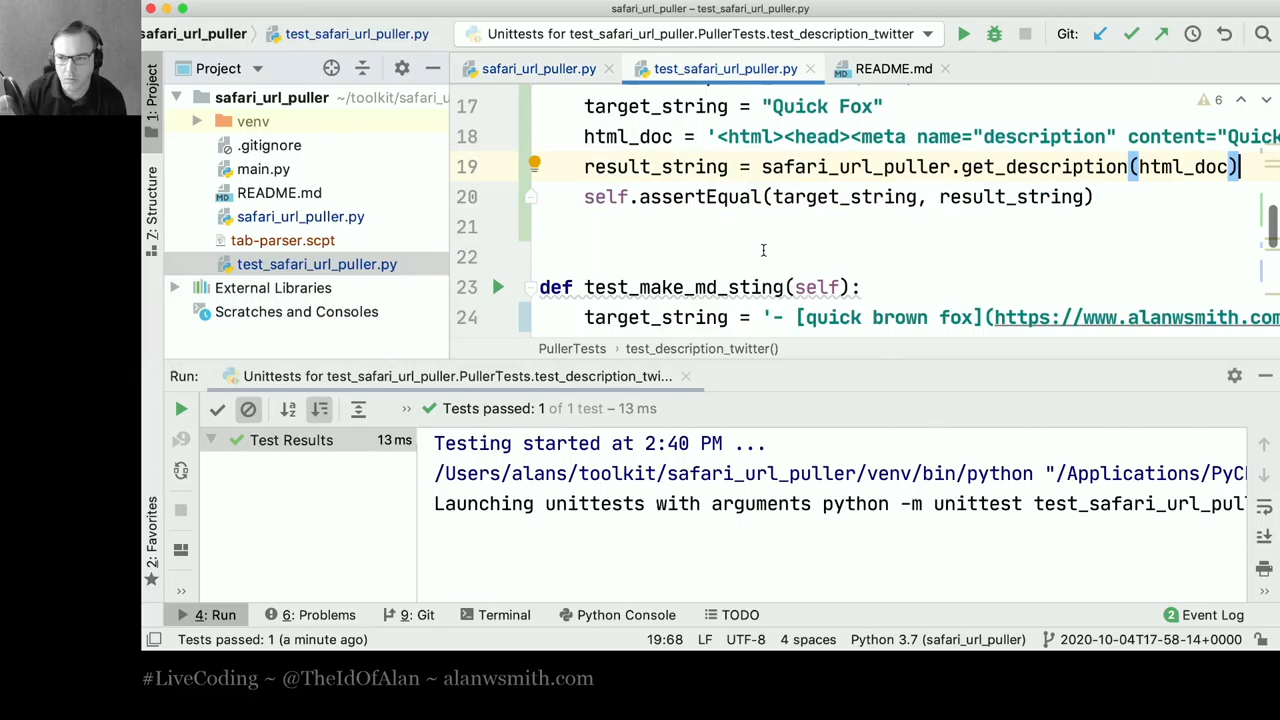 safari_url_puller – test_safari_url_puller.py
safari_url_puller
test_safari_url_puller.py
Unittests for test_safari_url_puller.PullerTests.test_description_twitter
Git:
1: Project
Z: Structure
2: Favorites
Project
safari_url_puller ~/toolkit/safari_u
venv
.gitignore
main.py
README.md
safari_url_puller.py
tab-parser.scpt
test_safari_url_puller.py
External Libraries
Scratches and Consoles
safari_url_puller.py
test_safari_url_puller.py
README.md
6
17 target_string = "Quick Fox"
18 html_doc = '<html><head><meta name="description" content="Quick
19 result_string = safari_url_puller.get_description(html_doc)
20 self.assertEqual(target_string, result_string)
21
22
23 def test_make_md_sting(self):
24 target_string = '- [quick brown fox](https://www.alanwsmith.com
PullerTests
test_description_twitter()
Run:
Unittests for test_safari_url_puller.PullerTests.test_description_twi...
Tests passed: 1 of 1 test – 13 ms
Test Results 13 ms
Testing started at 2:40 PM ...
/Users/alans/toolkit/safari_url_puller/venv/bin/python "/Applications/PyC
Launching unittests with arguments python -m unittest test_safari_url_pul
4: Run
6: Problems
9: Git
Terminal
Python Console
TODO
2 Event Log
Tests passed: 1 (a minute ago)
19:68 LF UTF-8 4 spaces Python 3.7 (safari_url_puller) 2020-10-04T17-58-14+0000
#LiveCoding ~ @TheIdOfAlan ~ alanwsmith.com